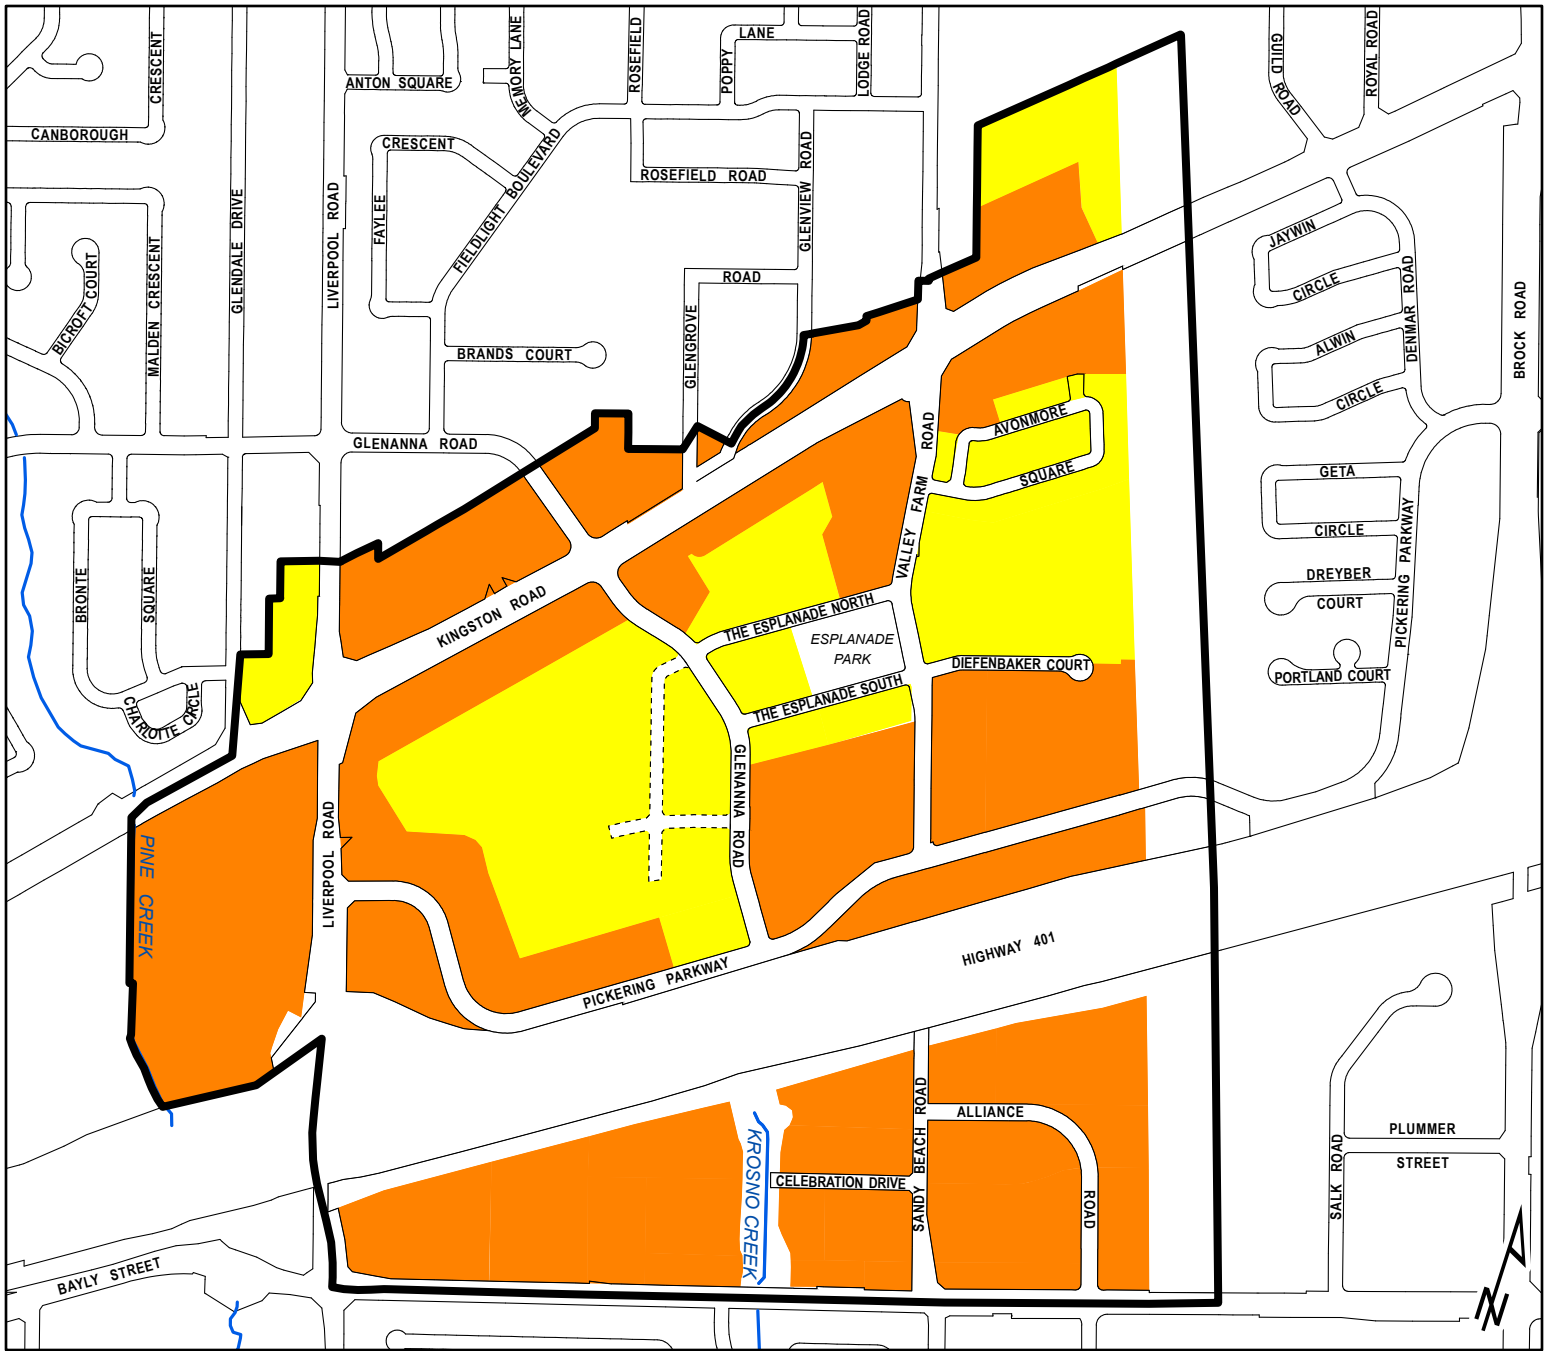 CRESCENT
MEMORY LANE
ROSEFIELD
POPPY
LANE
LODGE ROAD
GUILD
ROAD
ROYAL ROAD
ANTON SQUARE
CANBOROUGH
CRESCENT
FAYLEE
FIELDLIGHT BOULEVARD
ROSEFIELD ROAD
GLENVIEW ROAD
GLENDALE DRIVE
LIVERPOOL ROAD
MALDEN CRESCENT
BICROFT COURT
ROAD
GLENGROVE
BRANDS COURT
JAYWIN
CIRCLE
DENMAR ROAD
ALWIN
CIRCLE
BROCK ROAD
GLENANNA ROAD
VALLEY FARM ROAD
AVONMORE
SQUARE
GETA
CIRCLE
DREYBER
COURT
PICKERING PARKWAY
PORTLAND COURT
BRONTE
SQUARE
CHARLOTTE CIRCLE
KINGSTON ROAD
THE ESPLANADE NORTH
ESPLANADE
PARK
THE ESPLANADE SOUTH
DIEFENBAKER COURT
GLENANNA ROAD
LIVERPOOL ROAD
PINE CREEK
PICKERING PARKWAY
HIGHWAY 401
SANDY BEACH ROAD
ALLIANCE
ROAD
CELEBRATION DRIVE
KROSNO CREEK
PLUMMER
STREET
SALK ROAD
BAYLY STREET
N